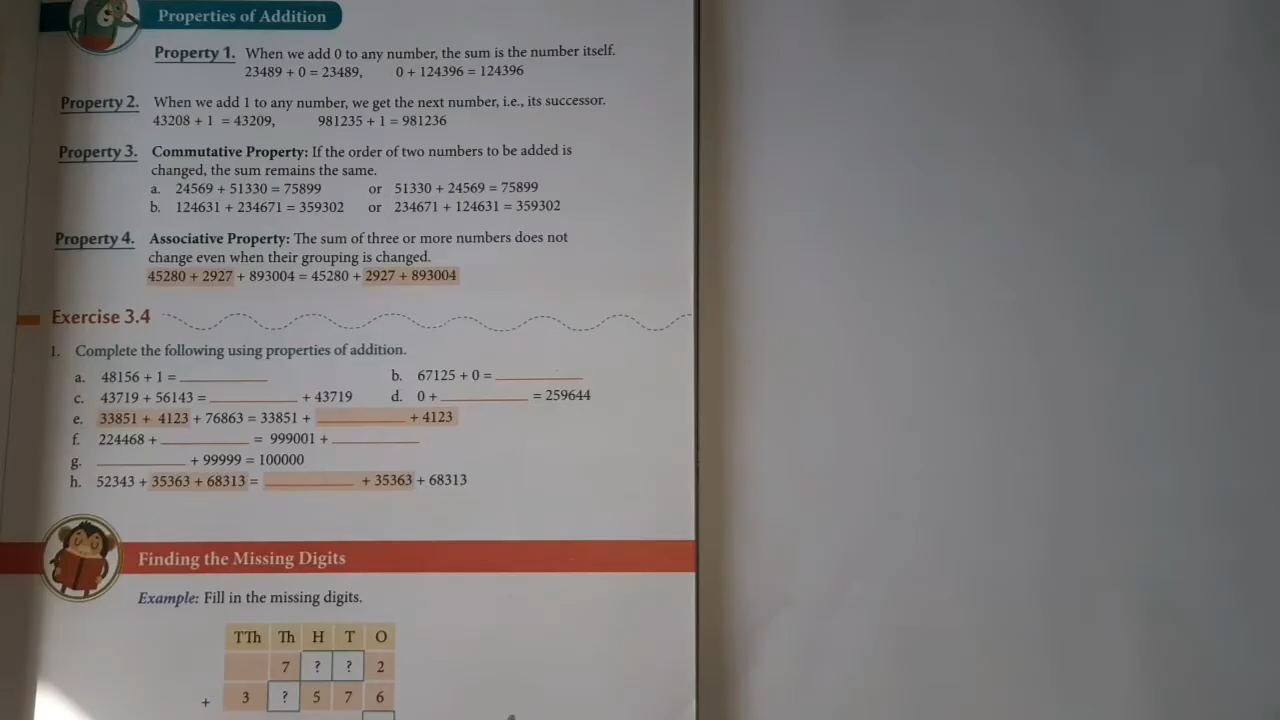 Properties of Addition
Property 1. When we add 0 to any number, the sum is the number itself.
23489 + 0 = 23489, 0 + 124396 = 124396
Property 2. When we add 1 to any number, we get the next number, i.e., its successor.
43208 + 1 = 43209, 981235 + 1 = 981236
Property 3. Commutative Property: If the order of two numbers to be added is
changed, the sum remains the same.
a. 24569 + 51330 = 75899 or 51330 + 24569 = 75899
b. 124631 + 234671 = 359302 or 234671 + 124631 = 359302
Property 4. Associative Property: The sum of three or more numbers does not
change even when their grouping is changed.
45280 + 2927 + 893004 = 45280 + 2927 + 893004
Exercise 3.4
1. Complete the following using properties of addition.
a. 48156 + 1 = ____________ b. 67125 + 0 = ____________
c. 43719 + 56143 = ____________ + 43719 d. 0 + ____________ = 259644
e. 33851 + 4123 + 76863 = 33851 + ____________ + 4123
f. 224468 + ____________ = 999001 + ____________
g. ____________ + 99999 = 100000
h. 52343 + 35363 + 68313 = ____________ + 35363 + 68313
Finding the Missing Digits
Example: Fill in the missing digits.
TTh Th H T O
7 ? ? 2
+ 3 ? 5 7 6